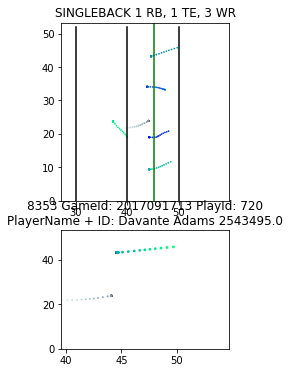 SINGLEBACK 1 RB, 1 TE, 3 WR
50
40
30
20
10
0
30 40 50
8353 GameId: 2017091713 PlayId: 720
PlayerName + ID: Davante Adams 2543495.0
40
20
0
40 45 50